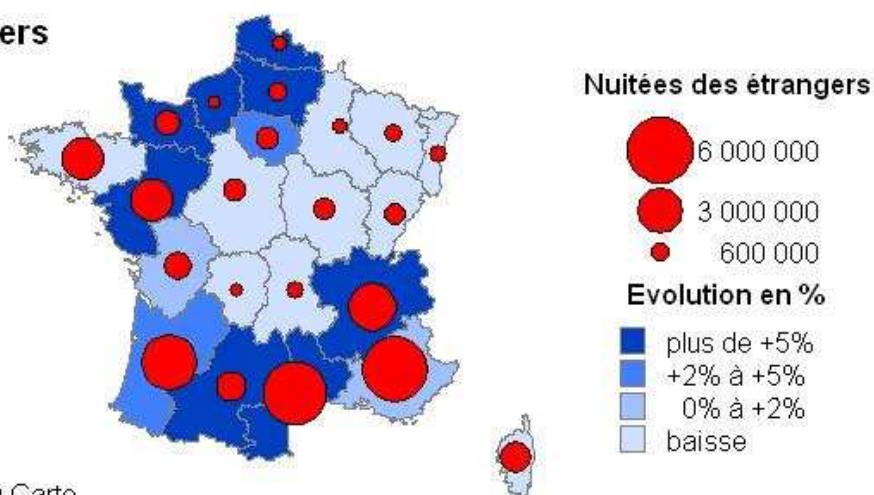 ers
Nuitées des étrangers
6 000 000
3 000 000
600 000
Evolution en %
plus de +5%
+2% à +5%
0% à +2%
baisse
Carto